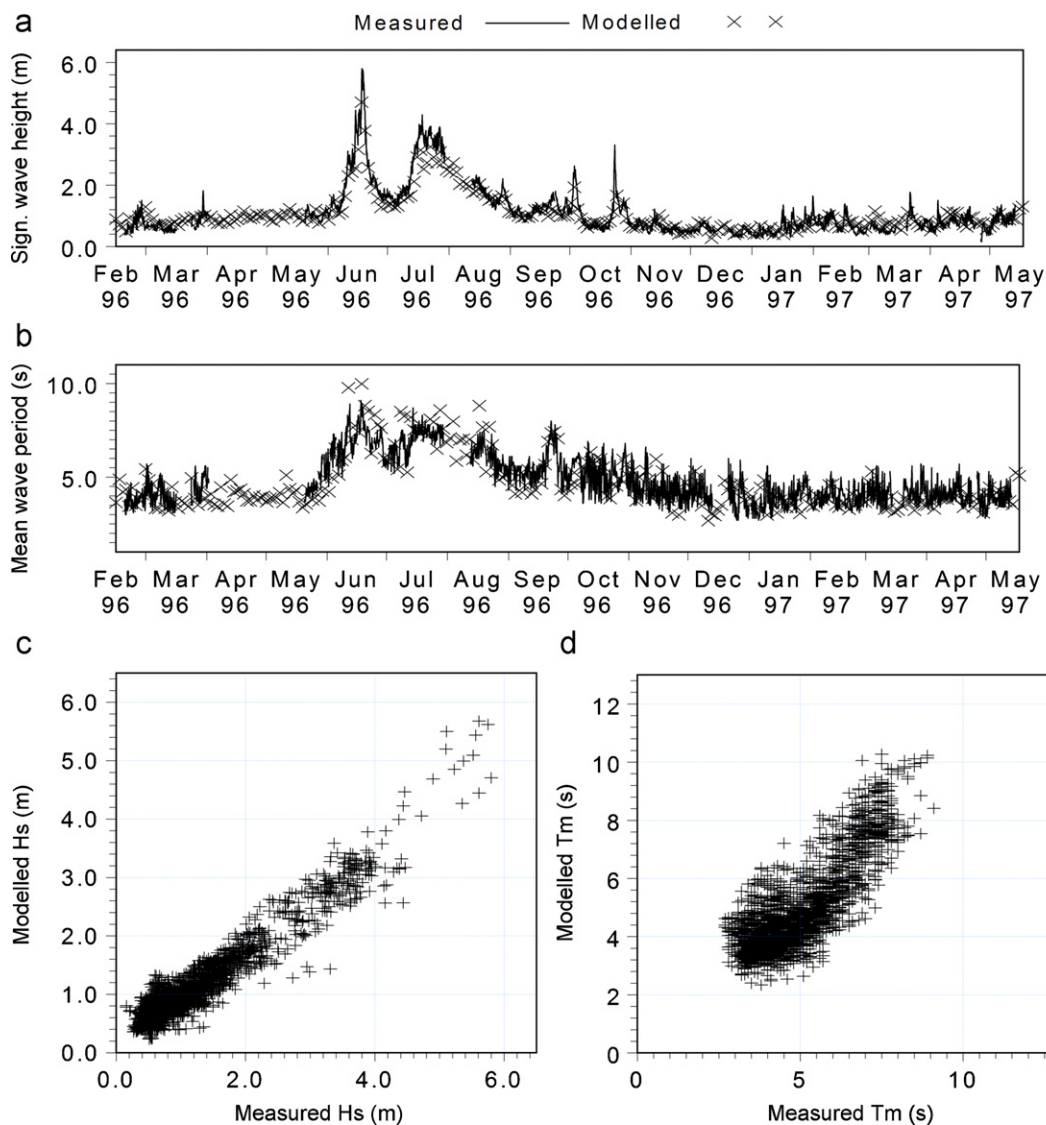 a
Measured Modelled
Sign. wave height (m)
6.0
4.0
2.0
0.0
Feb Mar Apr May Jun Jul Aug Sep Oct Nov Dec Jan Feb Mar Apr May
96 96 96 96 96 96 96 96 96 96 96 97 97 97 97 97
b
Mean wave period (s)
10.0
5.0
Feb Mar Apr May Jun Jul Aug Sep Oct Nov Dec Jan Feb Mar Apr May
96 96 96 96 96 96 96 96 96 96 96 97 97 97 97 97
c
Modelled Hs (m)
6.0
5.0
4.0
3.0
2.0
1.0
0.0
0.0 2.0 4.0 6.0
Measured Hs (m)
d
Modelled Tm (s)
12
10
8
6
4
2
0
0 5 10
Measured Tm (s)